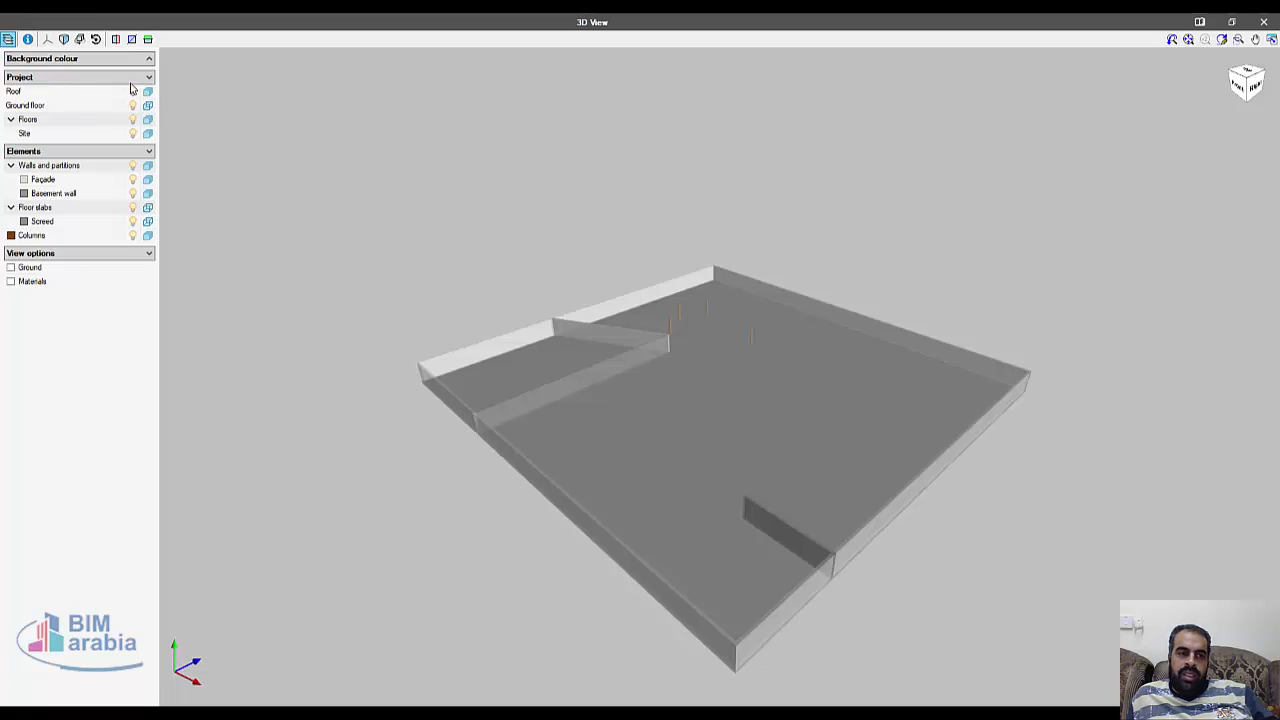 3D View
Background colour
Project
Roof
Ground floor
Floors
Site
Elements
Walls and partitions
Façade
Basement wall
Floor slabs
Screed
Columns
View options
Ground
Materials
BIM
arabia